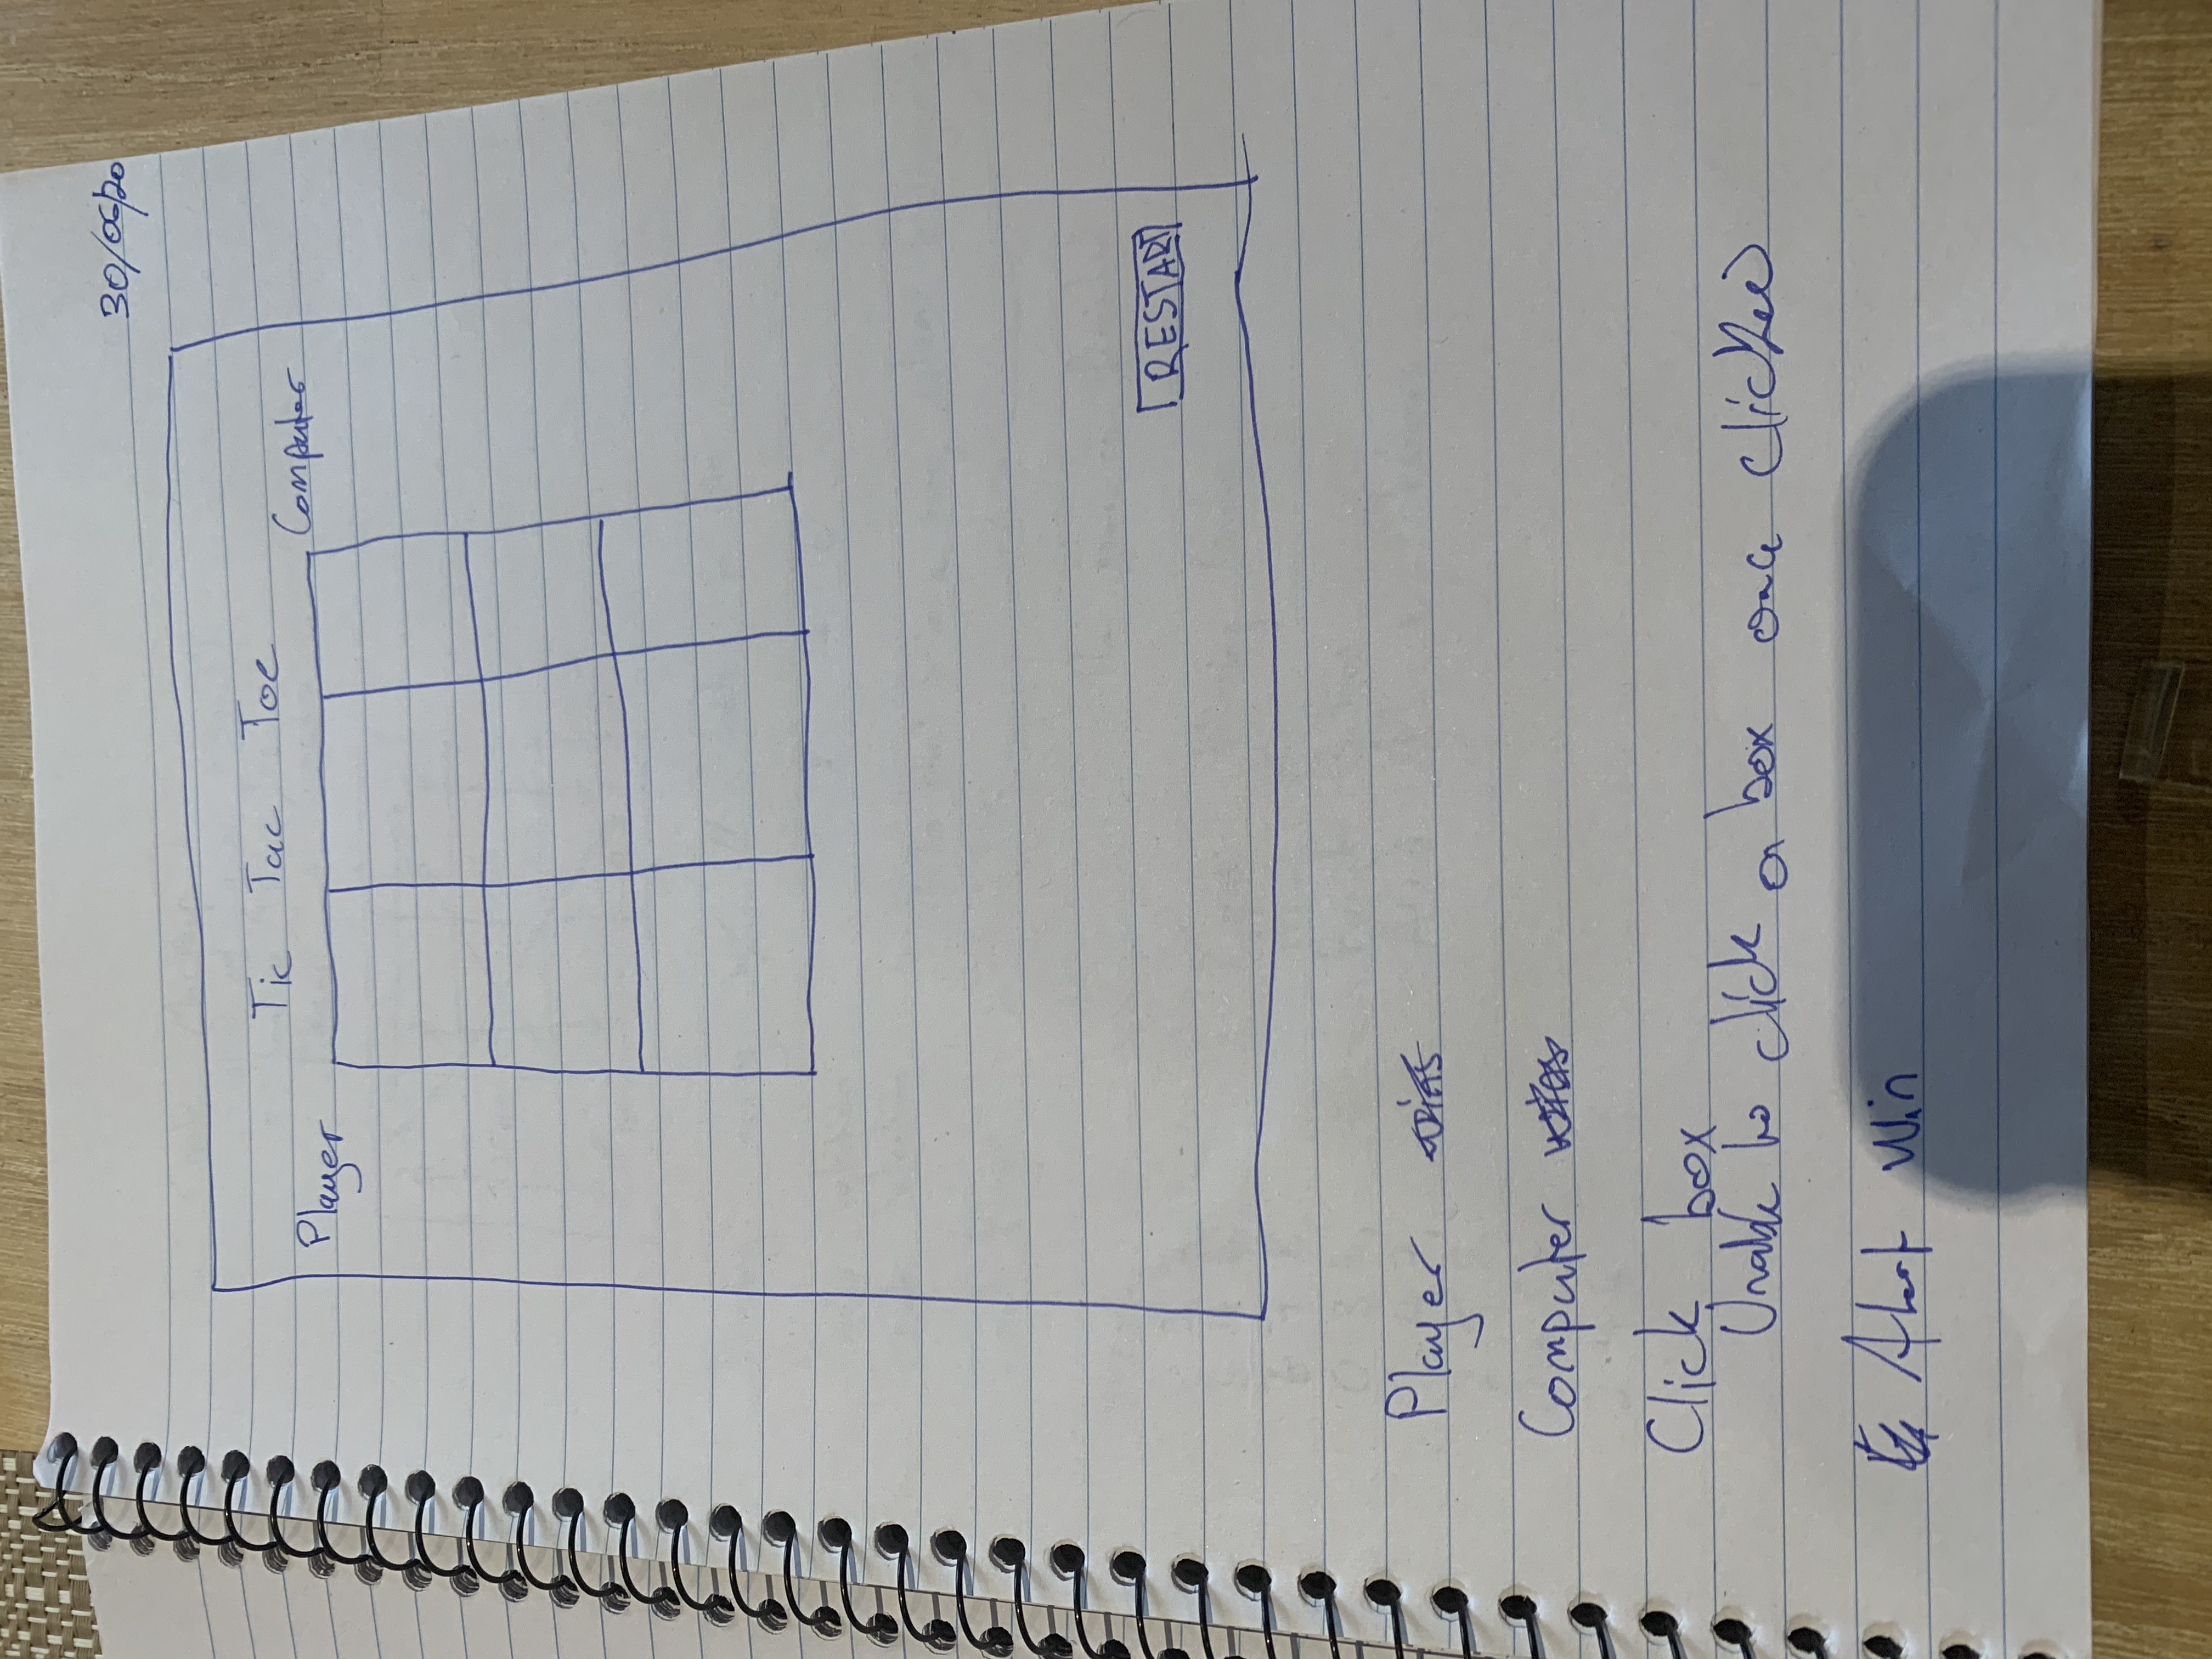 30/06/20
Tic Tac Toe
Player
Computer
RESTART
Player
Computer
Click box
Unable to click a box once clicked
Alert Win